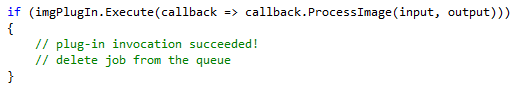 if (imgPlugIn.Execute(callback => callback.ProcessImage(input, output)))
{
    // plug-in invocation succeeded!
    // delete job from the queue
}